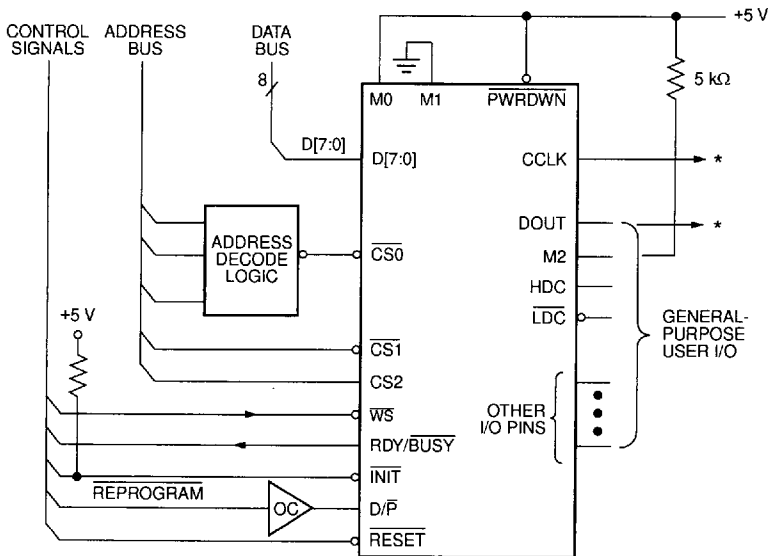 CONTROL SIGNALS
ADDRESS BUS
DATA BUS
+5 V
8
M0
M1
PWRDWN
5 kΩ
D[7:0]
D[7:0]
CCLK
*
ADDRESS DECODE LOGIC
CS0
DOUT
*
M2
HDC
LDC
GENERAL-PURPOSE USER I/O
+5 V
CS1
CS2
OTHER I/O PINS
WS
RDY/BUSY
INIT
REPROGRAM
OC
D/P
RESET